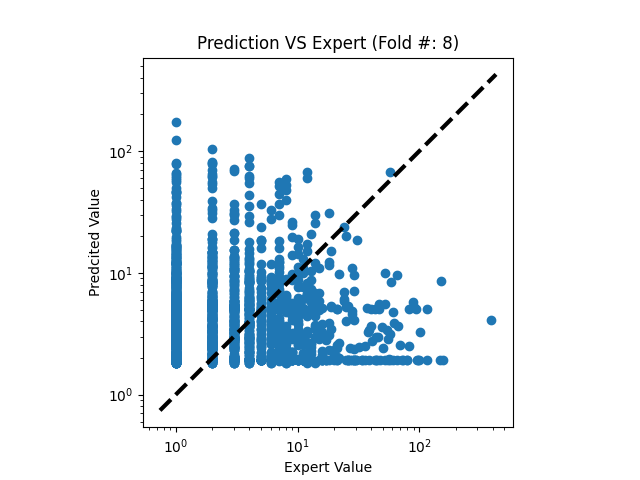 Prediction VS Expert (Fold #: 8)
Predcited Value
10²
10¹
10⁰
10⁰ 10¹ 10²
Expert Value